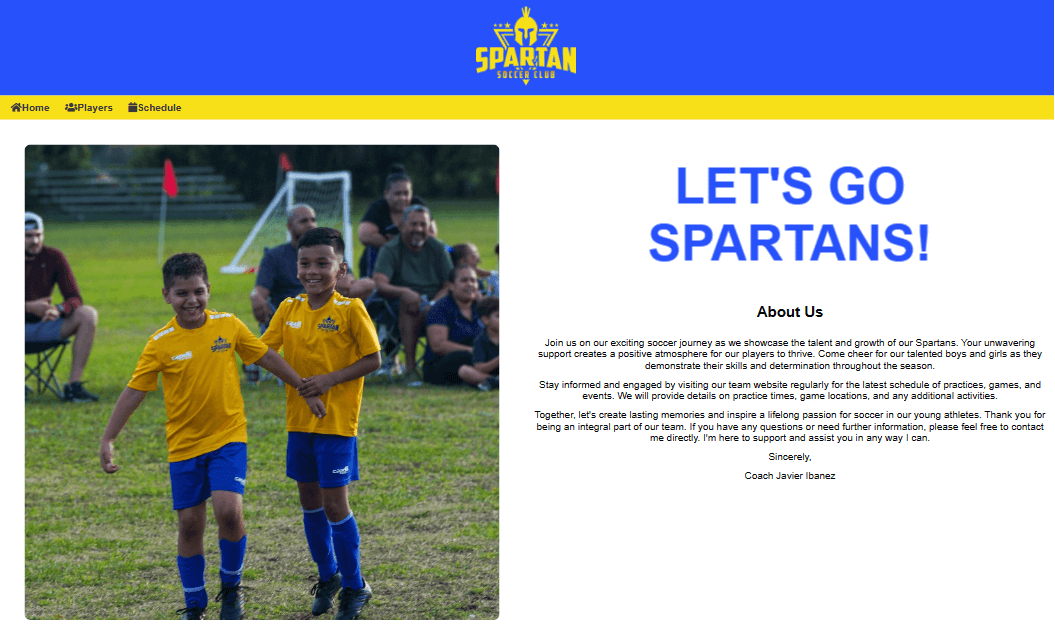 SPARTAN
SOCCER CLUB
Home Players Schedule
LET'S GO
SPARTANS!
About Us
Join us on our exciting soccer journey as we showcase the talent and growth of our Spartans. Your unwavering
support creates a positive atmosphere for our players to thrive. Come cheer for our talented boys and girls as they
demonstrate their skills and determination throughout the season.
Stay informed and engaged by visiting our team website regularly for the latest schedule of practices, games, and
events. We will provide details on practice times, game locations, and any additional activities.
Together, let's create lasting memories and inspire a lifelong passion for soccer in our young athletes. Thank you for
being an integral part of our team. If you have any questions or need further information, please feel free to contact
me directly. I'm here to support and assist you in any way I can.
Sincerely,
Coach Javier Ibanez